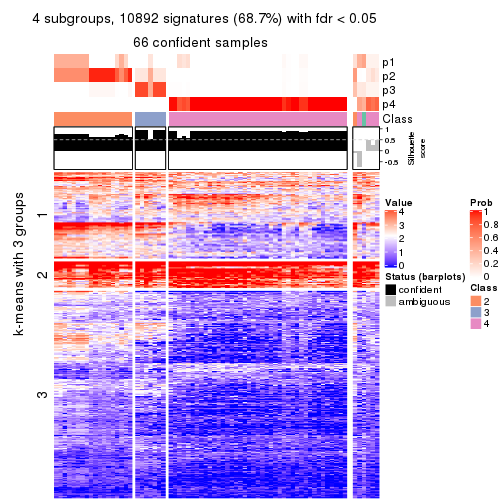 4 subgroups, 10892 signatures (68.7%) with fdr < 0.05
66 confident samples
p1
p2
p3
p4
Class
1
0.5
0
-0.5
Silhouette
score
k-means with 3 groups
1
2
3
Value
4
3
2
1
0
Status (barplots)
confident
ambiguous
Prob
1
0.8
0.6
0.4
0.2
0
Class
2
3
4